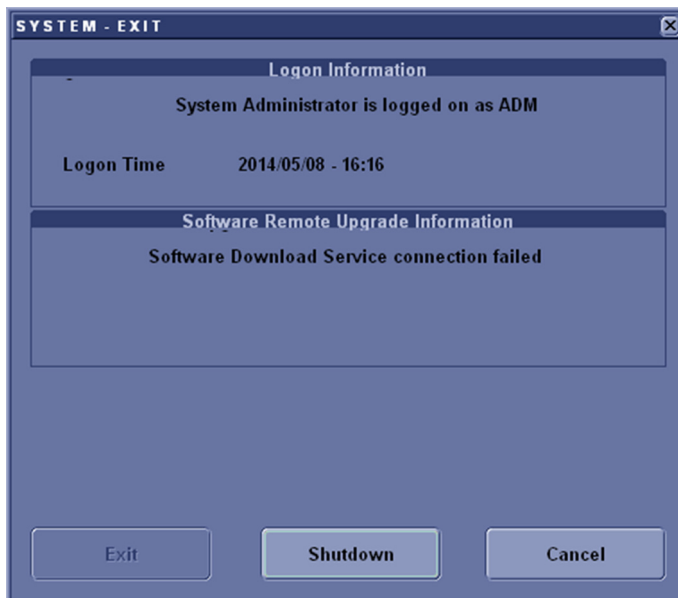 SYSTEM - EXIT
Logon Information
System Administrator is logged on as ADM
Logon Time 2014/05/08 - 16:16
Software Remote Upgrade Information
Software Download Service connection failed
Exit Shutdown Cancel